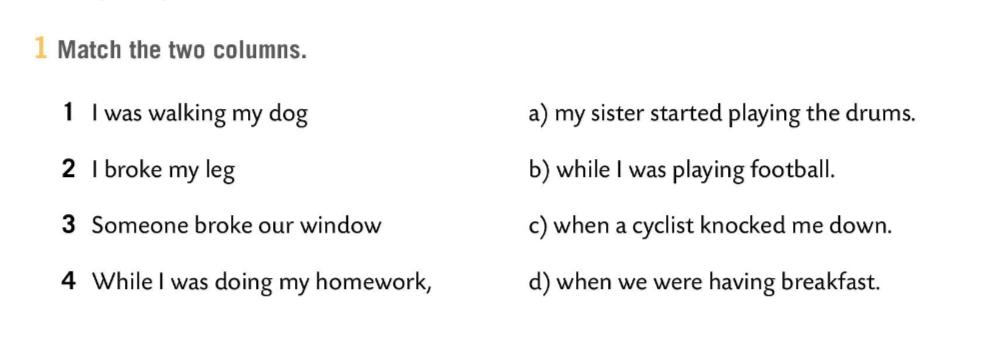 1 Match the two columns.
1 I was walking my dog
a) my sister started playing the drums.
2 I broke my leg
b) while I was playing football.
3 Someone broke our window
c) when a cyclist knocked me down.
4 While I was doing my homework,
d) when we were having breakfast.